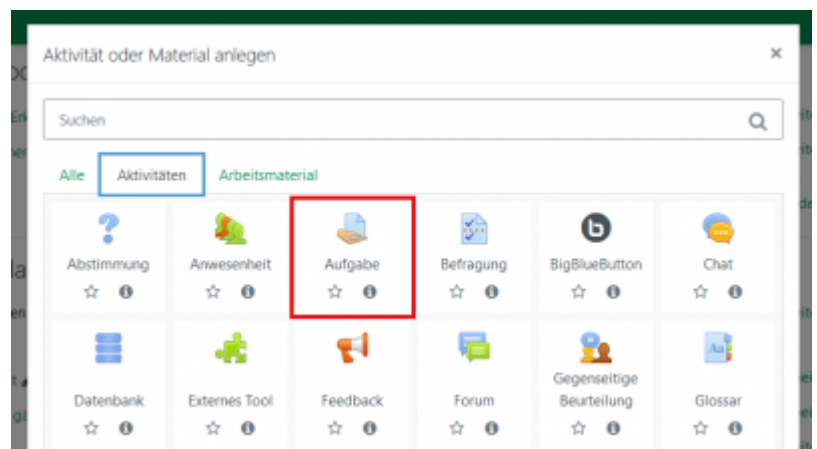 Aktivität oder Material anlegen ×
Suchen
Alle Aktivitäten Arbeitsmaterial
Abstimmung Anwesenheit Aufgabe Befragung BigBlueButton Chat
Datenbank Externes Tool Feedback Forum Gegenseitige Beurteilung Glossar